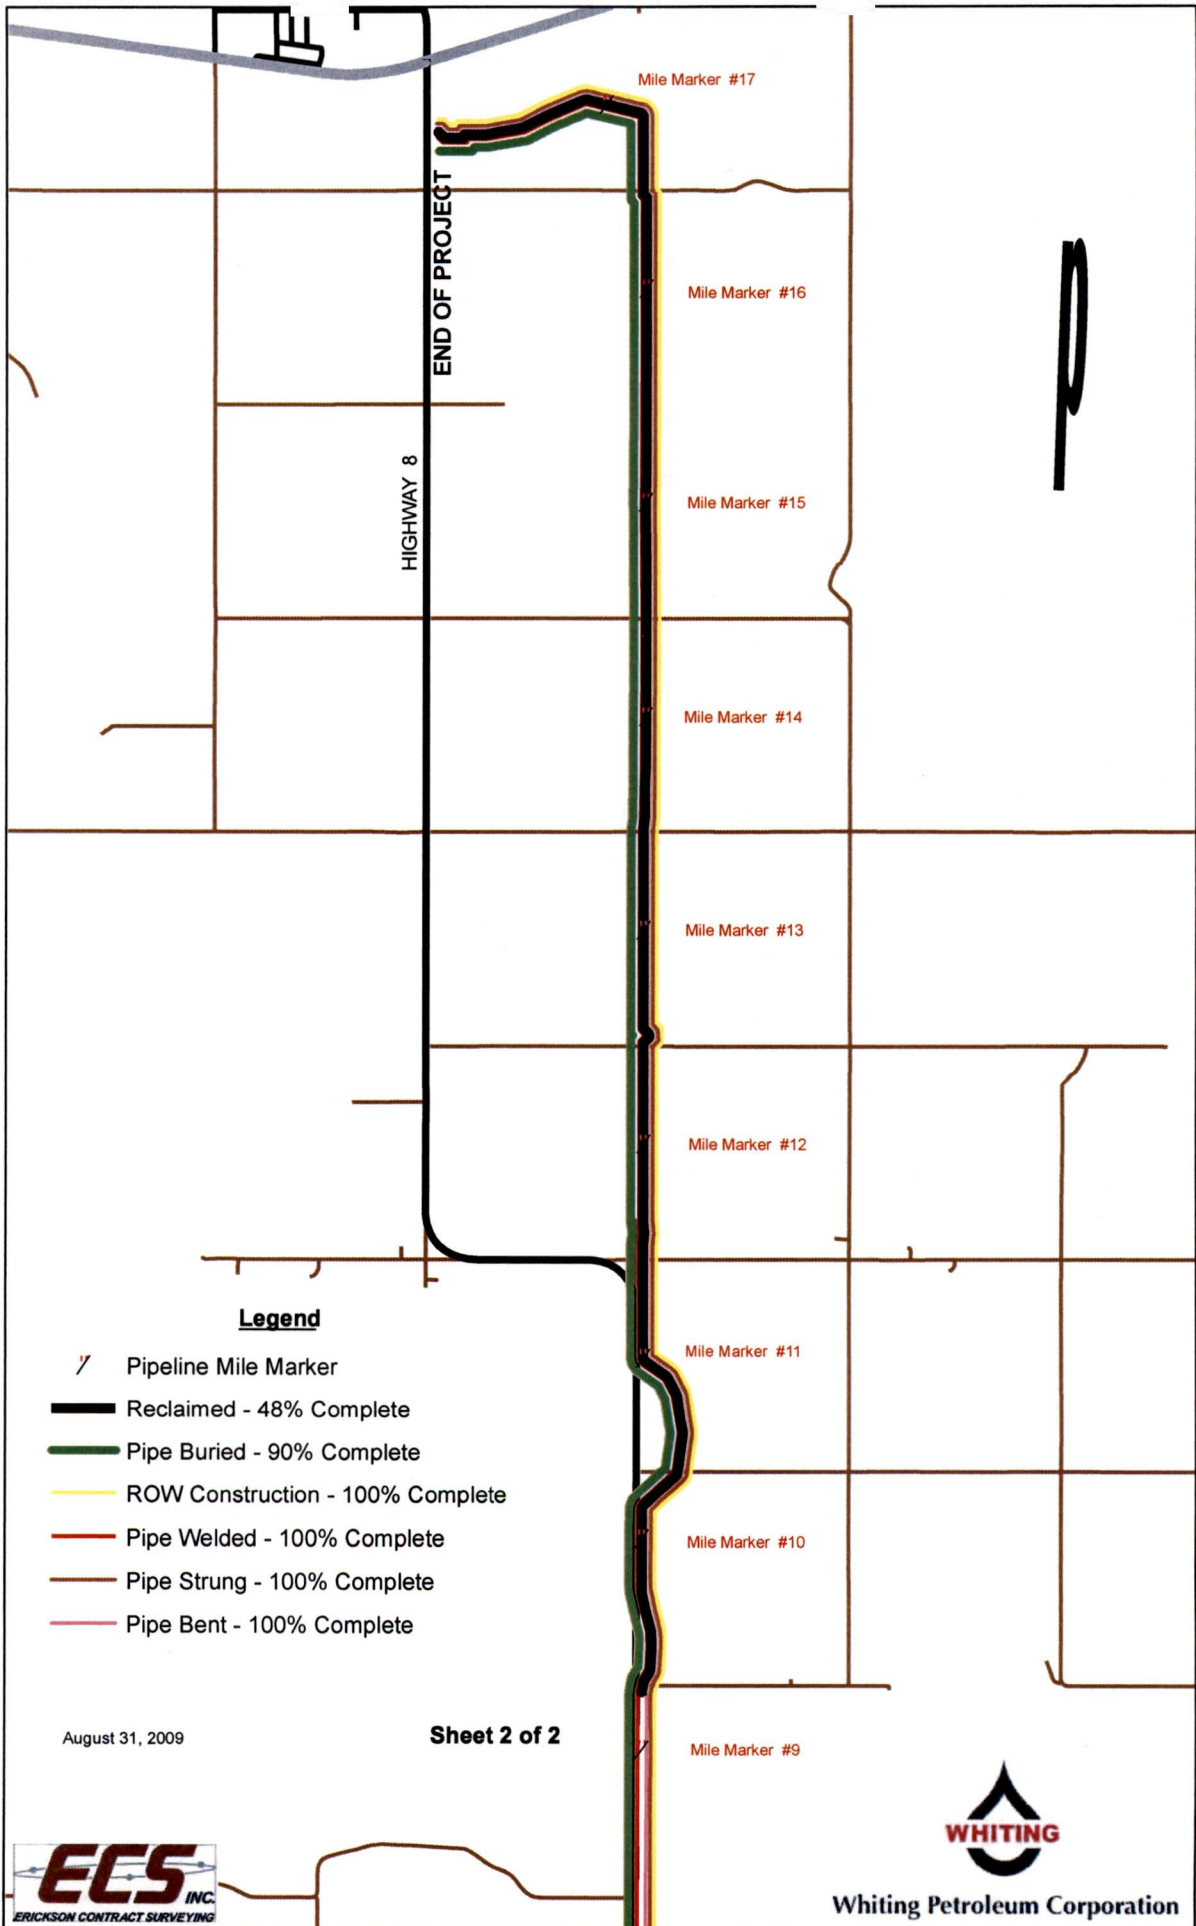 Mile Marker #17
END OF PROJECT
Mile Marker #16
HIGHWAY 8
Mile Marker #15
Mile Marker #14
Mile Marker #13
Mile Marker #12
Mile Marker #11
Legend
Pipeline Mile Marker
Reclaimed - 48% Complete
Pipe Buried - 90% Complete
ROW Construction - 100% Complete
Pipe Welded - 100% Complete
Pipe Strung - 100% Complete
Pipe Bent - 100% Complete
Mile Marker #10
August 31, 2009
Sheet 2 of 2
Mile Marker #9
ECS INC.
ERICKSON CONTRACT SURVEYING
WHITING
Whiting Petroleum Corporation